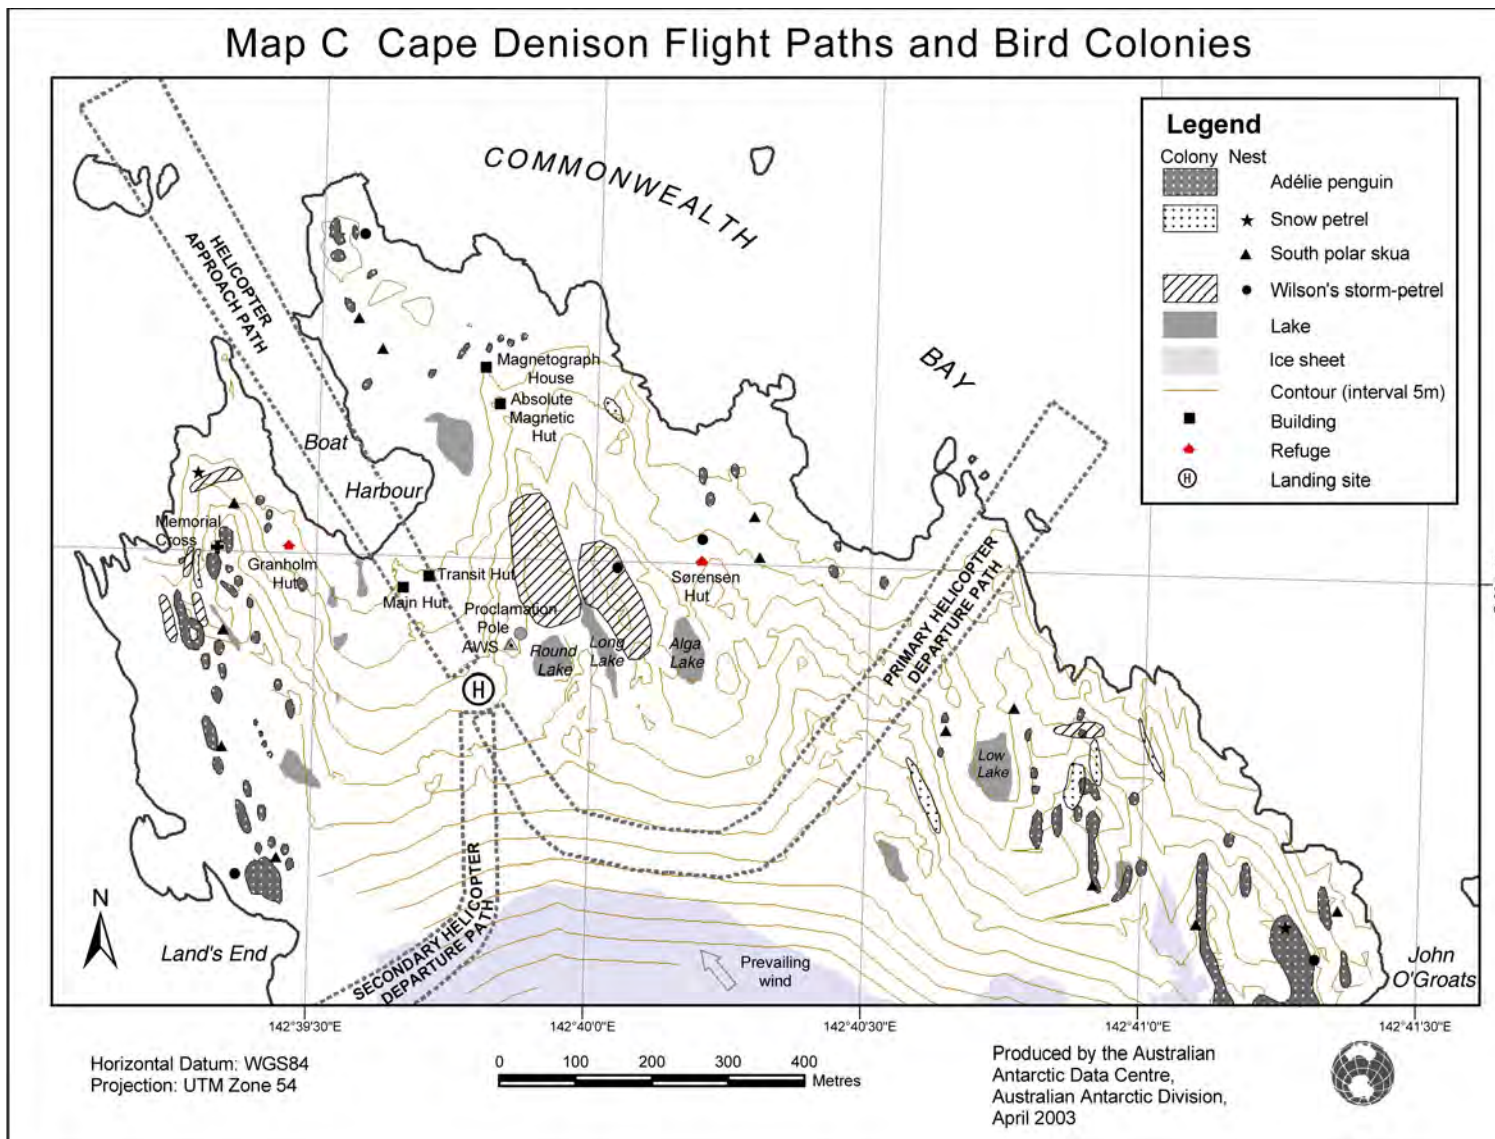 Map C Cape Denison Flight Paths and Bird Colonies
COMMONWEALTH
BAY
Legend
Colony Nest
Adélie penguin
Snow petrel
South polar skua
Wilson's storm-petrel
Lake
Ice sheet
Contour (interval 5m)
Building
Refuge
H Landing site
HELICOPTER
APPROACH PATH
Magnetograph
House
Absolute
Magnetic
Hut
Boat
Harbour
Memorial
Cross
Granholm
Hut
Transit Hut
Main Hut
Proclamation
Pole
AWS
Round
Lake
Long
Lake
Alga
Lake
Sørensen
Hut
PRIMARY HELICOPTER
DEPARTURE PATH
H
Low
Lake
SECONDARY HELICOPTER
DEPARTURE PATH
N
Land's End
Prevailing
wind
John
O'Groats
142°39'30"E
142°40'0"E
142°40'30"E
142°41'0"E
142°41'30"E
Horizontal Datum: WGS84
Projection: UTM Zone 54
0 100 200 300 400
Metres
Produced by the Australian
Antarctic Data Centre,
Australian Antarctic Division,
April 2003